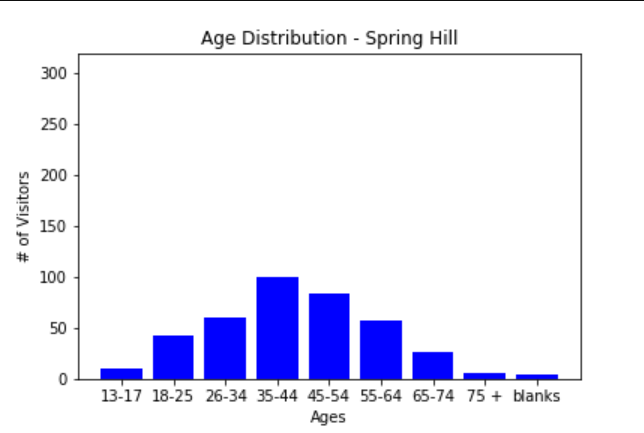 Age Distribution - Spring Hill
300
250
200
150
100
50
0
# of Visitors
13-17 18-25 26-34 35-44 45-54 55-64 65-74 75 + blanks
Ages